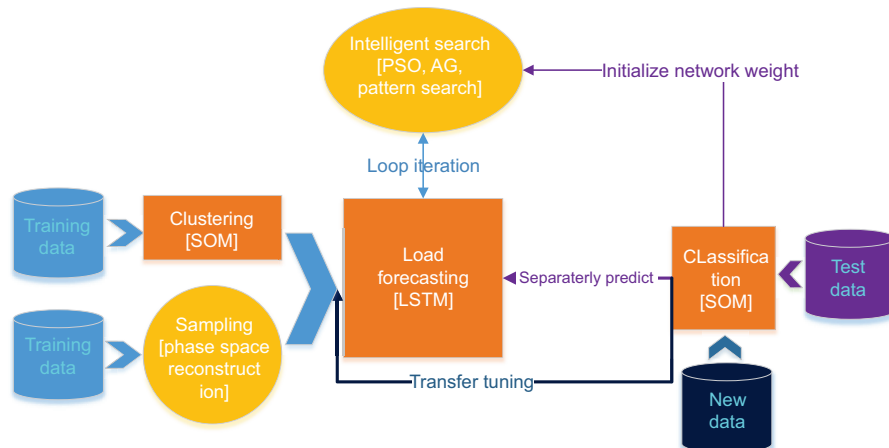 Intelligent search
[PSO, AG,
pattern search]
Initialize network weight
Loop iteration
Training
data
Clustering
[SOM]
Load
forecasting
[LSTM]
Separaterly predict
CLassifica
tion
[SOM]
Test
data
Training
data
Sampling
[phase space
reconstruct
ion]
Transfer tuning
New
data